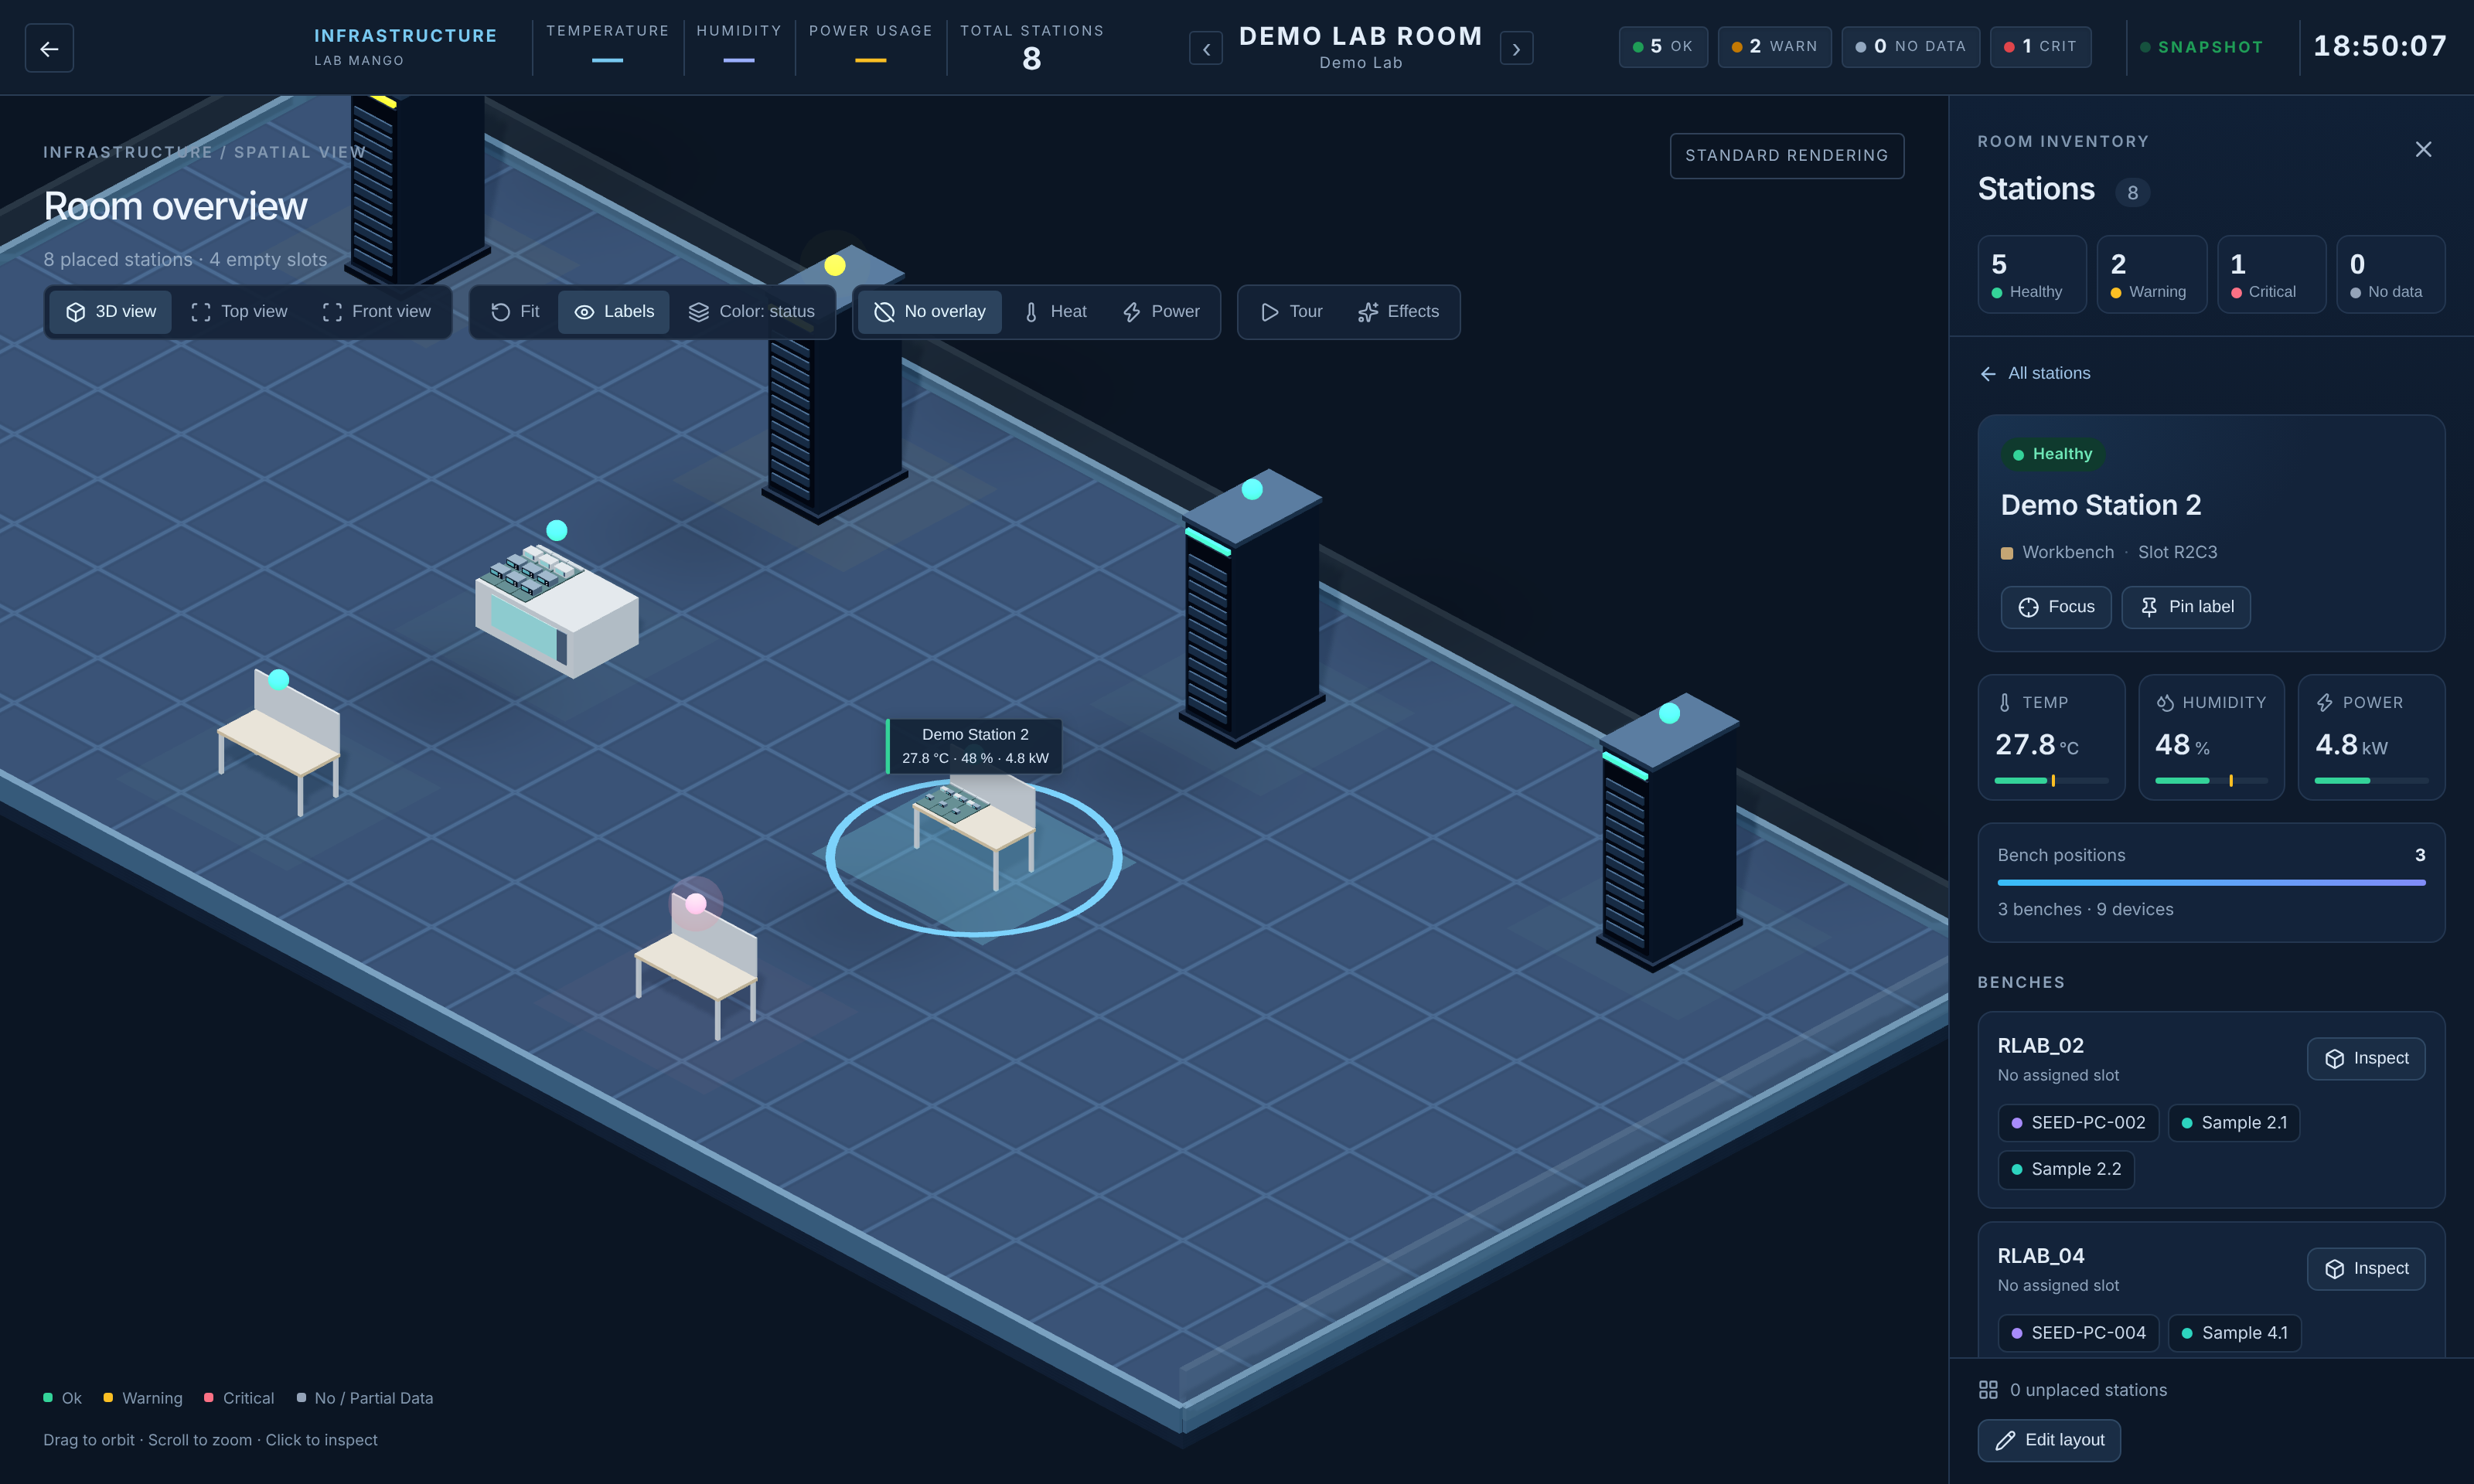 INFRASTRUCTURE
LAB MANGO
TEMPERATURE
HUMIDITY
POWER USAGE
TOTAL STATIONS
8
DEMO LAB ROOM
Demo Lab
5 OK
2 WARN
0 NO DATA
1 CRIT
SNAPSHOT
18:50:07
INFRASTRUCTURE / SPATIAL VIEW
Room overview
8 placed stations · 4 empty slots
STANDARD RENDERING
3D view
Top view
Front view
Fit
Labels
Color: status
No overlay
Heat
Power
Tour
Effects
Demo Station 2
27.8 °C · 48 % · 4.8 kW
Ok
Warning
Critical
No / Partial Data
Drag to orbit · Scroll to zoom · Click to inspect
ROOM INVENTORY
Stations 8
5
Healthy
2
Warning
1
Critical
0
No data
All stations
Healthy
Demo Station 2
Workbench · Slot R2C3
Focus
Pin label
TEMP
27.8 °C
HUMIDITY
48 %
POWER
4.8 kW
Bench positions 3
3 benches · 9 devices
BENCHES
RLAB_02
No assigned slot
Inspect
SEED-PC-002
Sample 2.1
Sample 2.2
RLAB_04
No assigned slot
Inspect
SEED-PC-004
Sample 4.1
0 unplaced stations
Edit layout